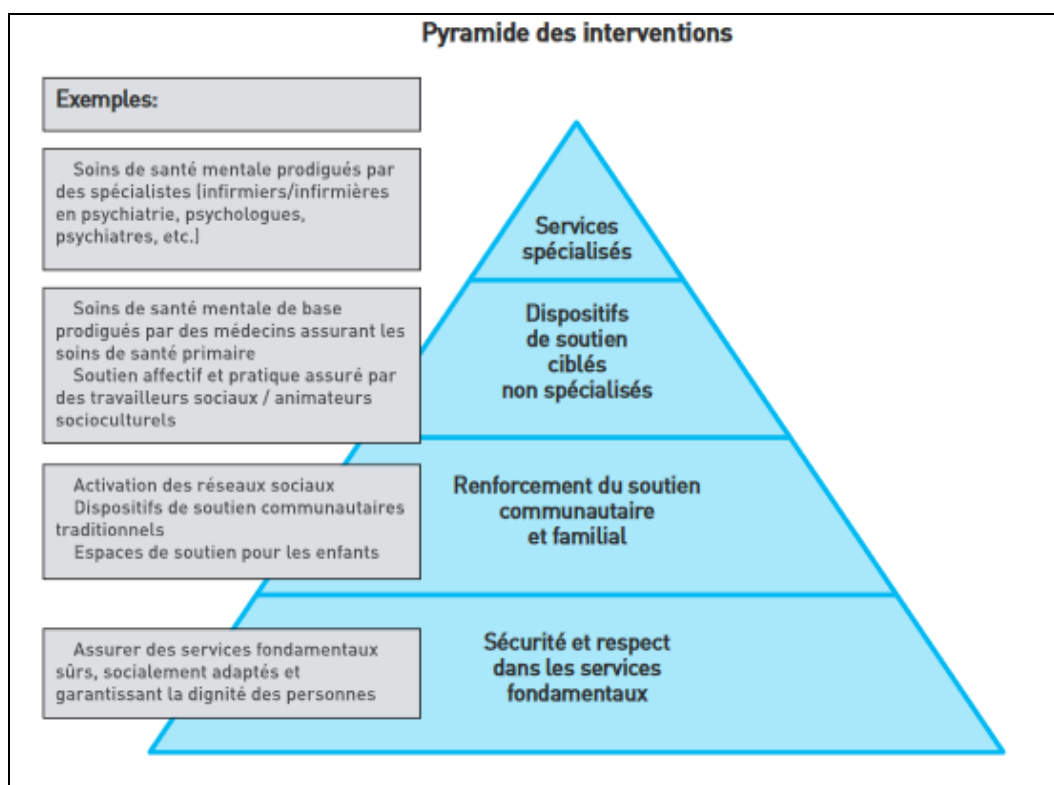 Pyramide des interventions
Exemples:
Soins de santé mentale prodigués par
des spécialistes (infirmiers/infirmières
en psychiatrie, psychologues,
psychiatres, etc.)
Services
spécialisés
Soins de santé mentale de base
prodigués par des médecins assurant les
soins de santé primaire
Soutien affectif et pratique assuré par
des travailleurs sociaux / animateurs
socioculturels
Dispositifs
de soutien
ciblés
non spécialisés
Activation des réseaux sociaux
Dispositifs de soutien communautaires
traditionnels
Espaces de soutien pour les enfants
Renforcement du soutien
communautaire
et familial
Assurer des services fondamentaux
sûrs, socialement adaptés et
garantissant la dignité des personnes
Sécurité et respect
dans les services
fondamentaux